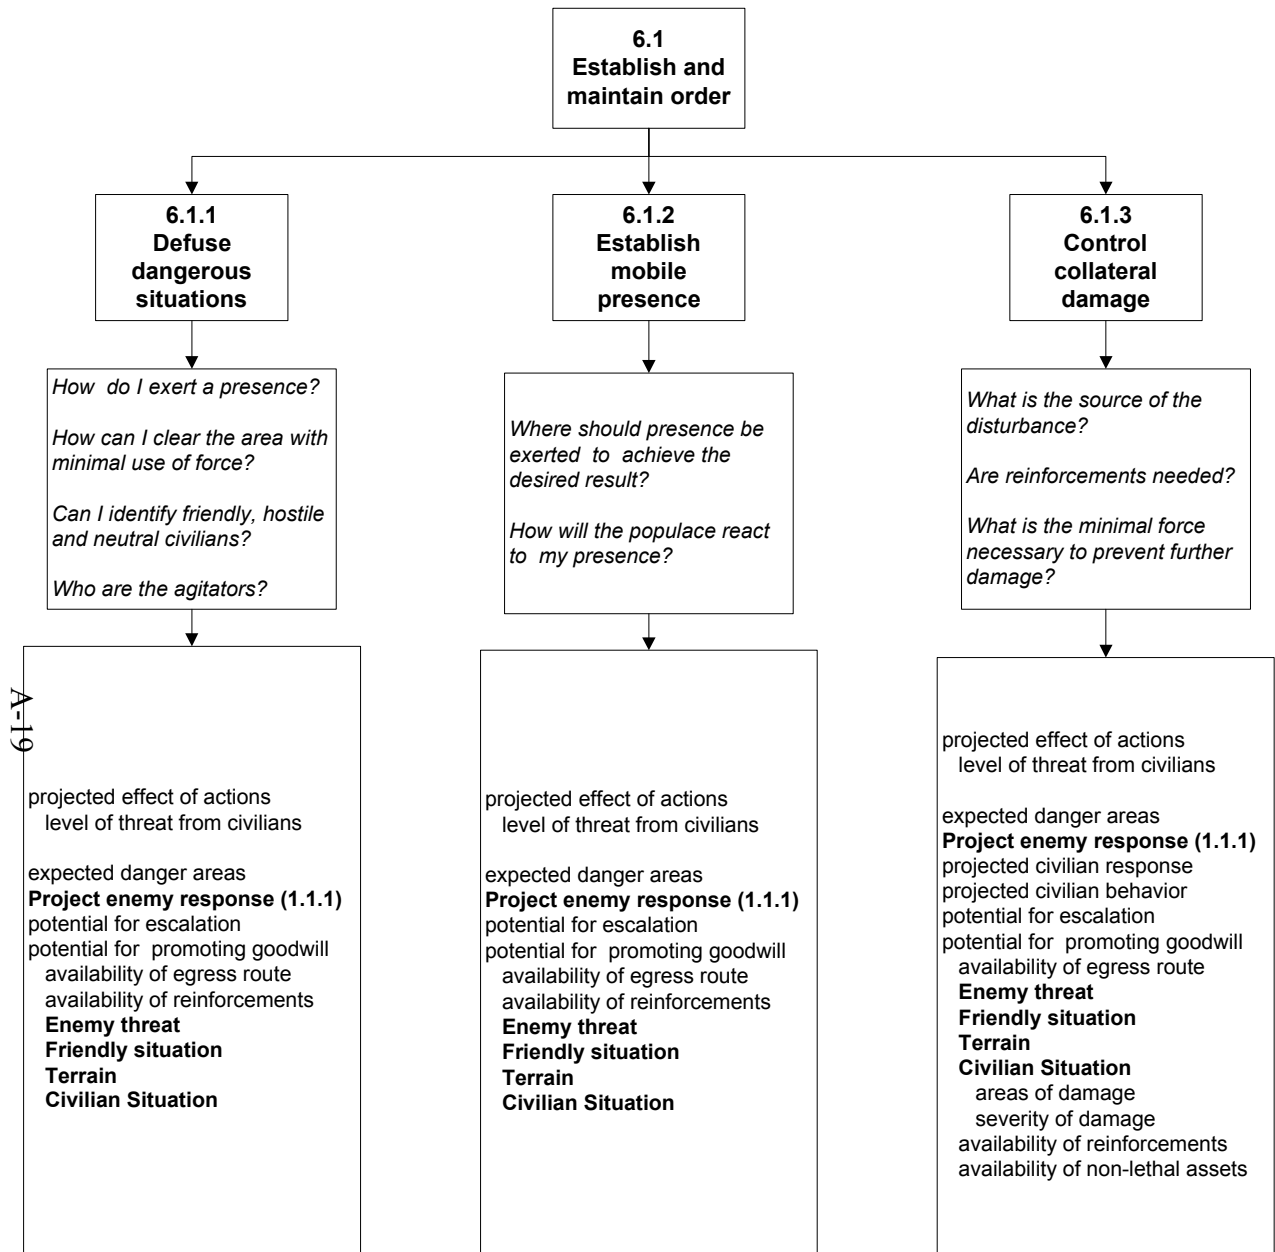 6.1
Establish and
maintain order
6.1.1
Defuse
dangerous
situations
6.1.2
Establish
mobile
presence
6.1.3
Control
collateral
damage
How do I exert a presence?
How can I clear the area with
minimal use of force?
Can I identify friendly, hostile
and neutral civilians?
Who are the agitators?
Where should presence be
exerted to achieve the
desired result?
How will the populace react
to my presence?
What is the source of the
disturbance?
Are reinforcements needed?
What is the minimal force
necessary to prevent further
damage?
A-19
projected effect of actions
level of threat from civilians
expected danger areas
Project enemy response (1.1.1)
potential for escalation
potential for promoting goodwill
availability of egress route
availability of reinforcements
Enemy threat
Friendly situation
Terrain
Civilian Situation
projected effect of actions
level of threat from civilians
expected danger areas
Project enemy response (1.1.1)
potential for escalation
potential for promoting goodwill
availability of egress route
availability of reinforcements
Enemy threat
Friendly situation
Terrain
Civilian Situation
projected effect of actions
level of threat from civilians
expected danger areas
Project enemy response (1.1.1)
projected civilian response
projected civilian behavior
potential for escalation
potential for promoting goodwill
availability of egress route
Enemy threat
Friendly situation
Terrain
Civilian Situation
areas of damage
severity of damage
availability of reinforcements
availability of non-lethal assets